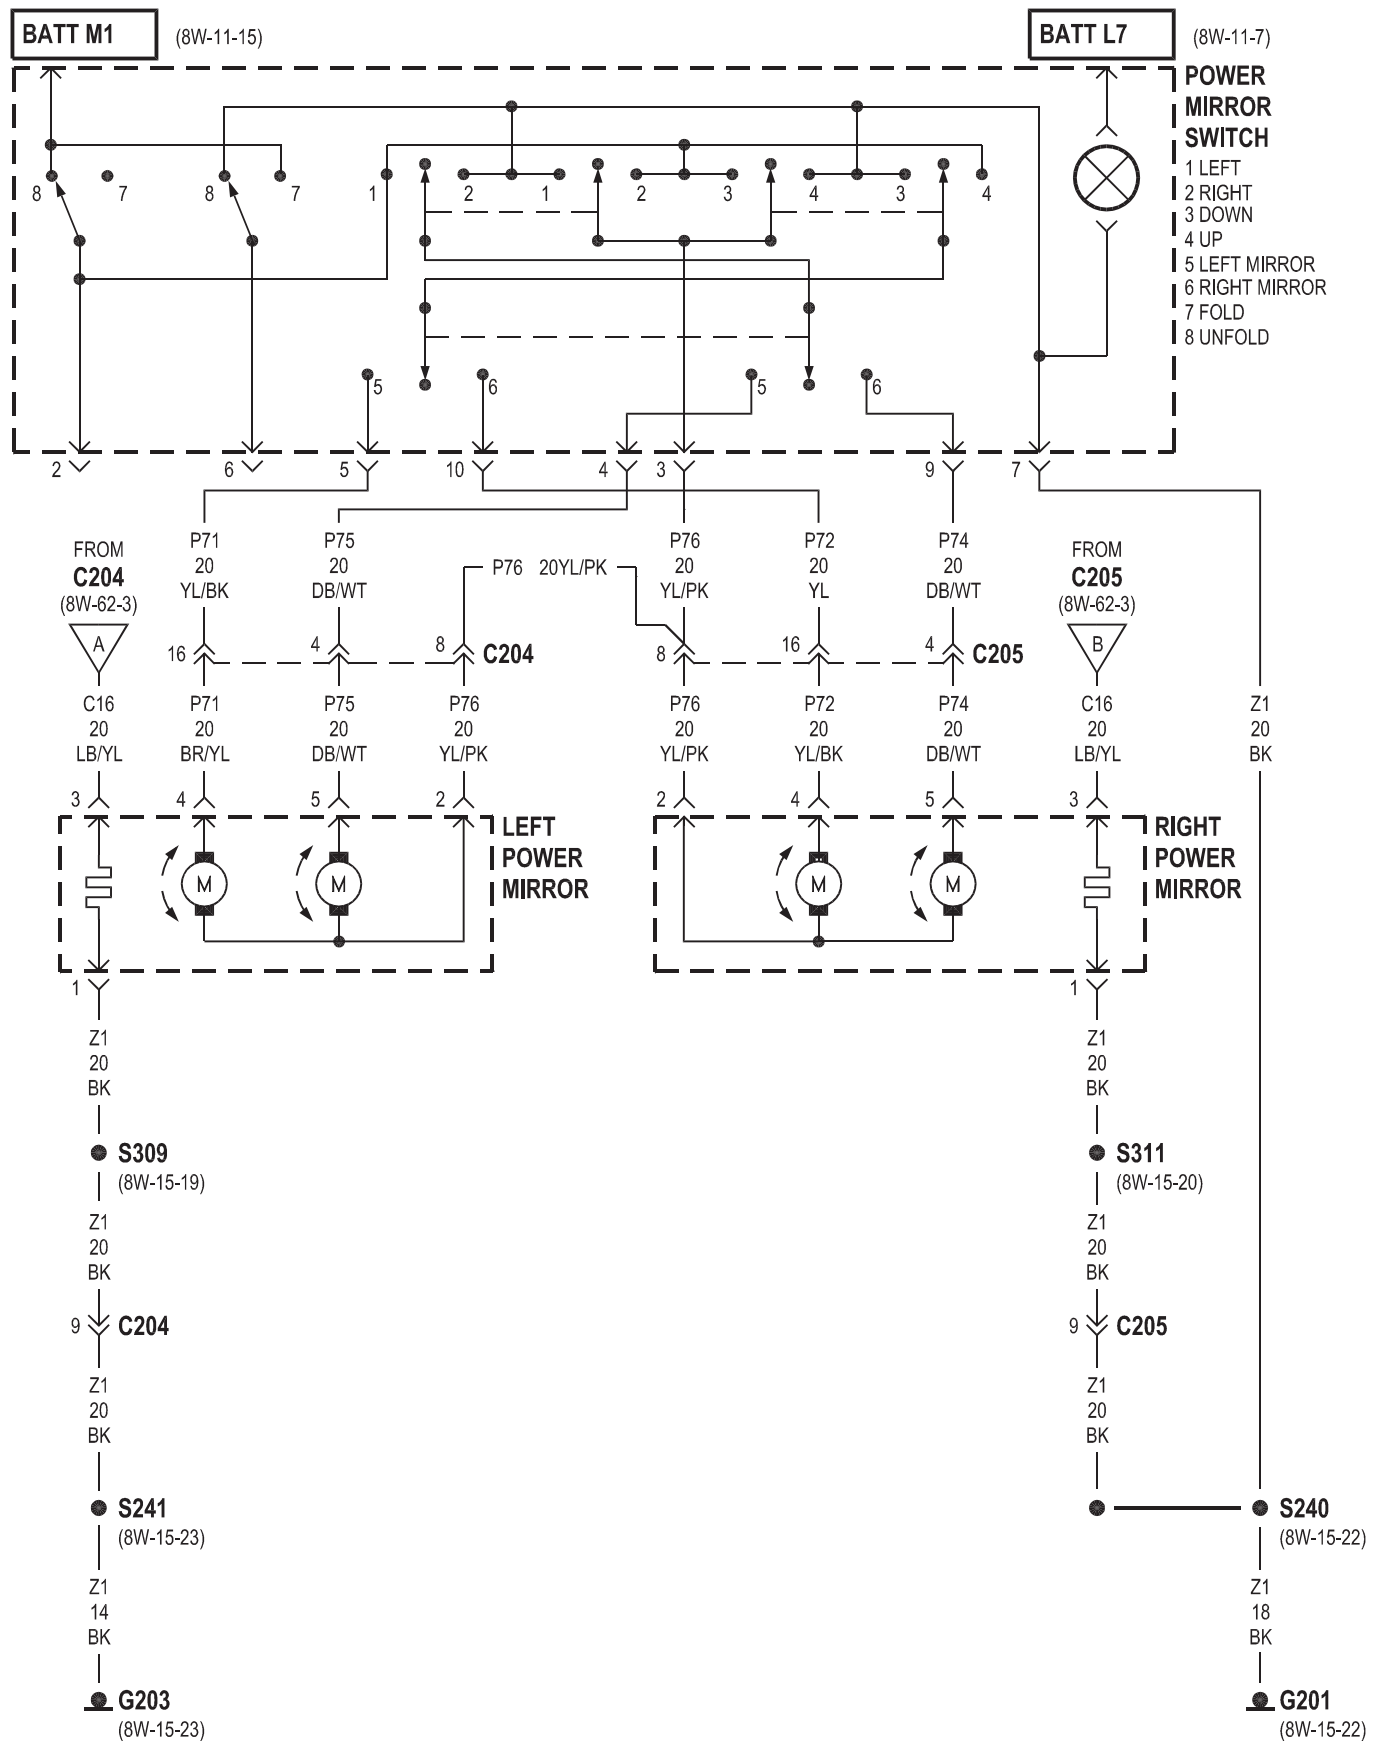 BATT M1
(8W-11-15)
BATT L7
(8W-11-7)
POWER
MIRROR
SWITCH
1 LEFT
2 RIGHT
3 DOWN
4 UP
5 LEFT MIRROR
6 RIGHT MIRROR
7 FOLD
8 UNFOLD
8 7 8 7 1 2 1 2 3 4 3 4
5 6 5 6
2 6 5 10 4 3 9 7
FROM
C204
(8W-62-3)
A
P71
20
YL/BK
P75
20
DB/WT
P76 20YL/PK
P76
20
YL/PK
P72
20
YL
P74
20
DB/WT
FROM
C205
(8W-62-3)
B
16 4 8 C204
8 16 4 C205
C16
20
LB/YL
P71
20
BR/YL
P75
20
DB/WT
P76
20
YL/PK
P76
20
YL/PK
P72
20
YL/BK
P74
20
DB/WT
C16
20
LB/YL
Z1
20
BK
3 4 5 2
2 4 5 3
LEFT
POWER
MIRROR
M M
RIGHT
POWER
MIRROR
M M
1
1
Z1
20
BK
Z1
20
BK
S309
(8W-15-19)
S311
(8W-15-20)
Z1
20
BK
Z1
20
BK
9 C204
9 C205
Z1
20
BK
Z1
20
BK
S241
(8W-15-23)
S240
(8W-15-22)
Z1
14
BK
Z1
18
BK
G203
(8W-15-23)
G201
(8W-15-22)